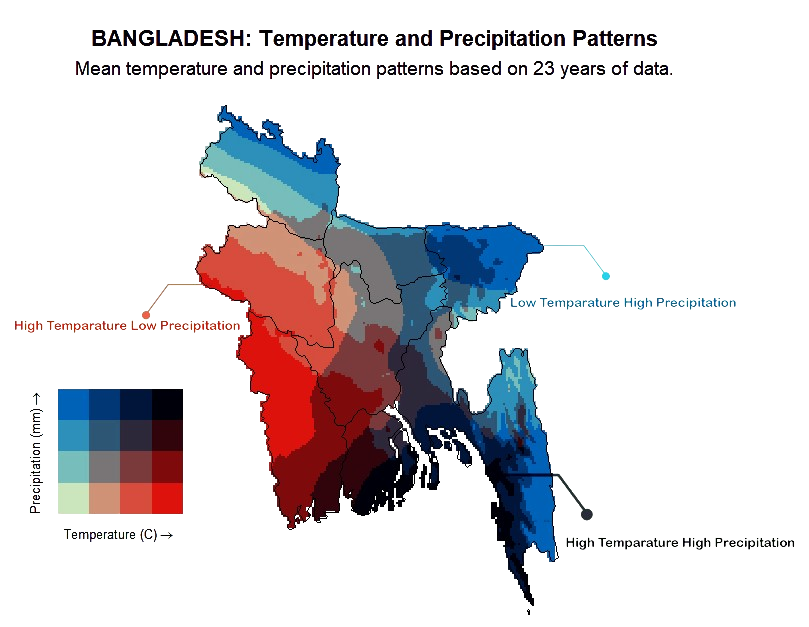 BANGLADESH: Temperature and Precipitation Patterns
Mean temperature and precipitation patterns based on 23 years of data.
Low Temparature High Precipitation
High Temparature Low Precipitation
Precipitation (mm) →
Temperature (C) →
High Temparature High Precipitation